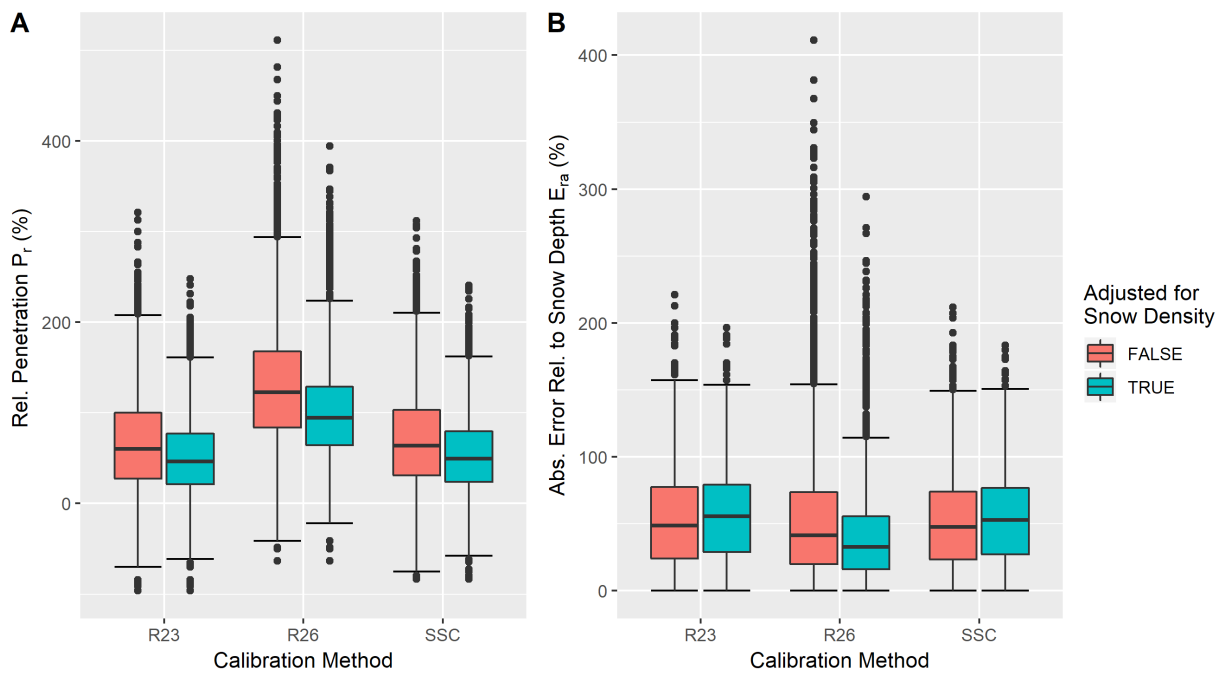 A
Rel. Penetration Pr (%)
400
200
0
R23
R26
SSC
Calibration Method
B
Abs. Error Rel. to Snow Depth Era (%)
400
300
200
100
0
R23
R26
SSC
Calibration Method
Adjusted for
Snow Density
FALSE
TRUE